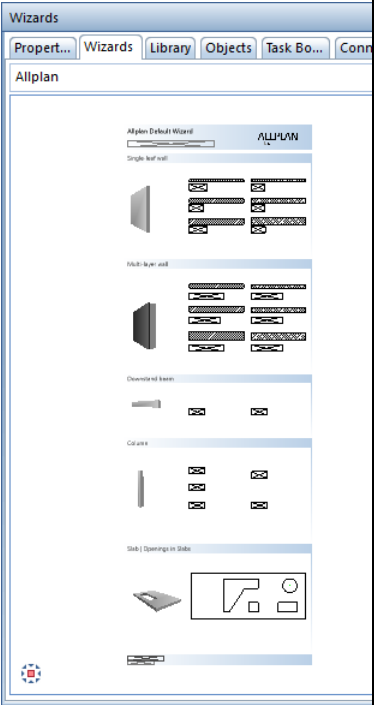 Wizards
Propert... Wizards Library Objects Task Bo... Conn
Allplan
Allplan Default Wizard
ALLPLAN
Single-leaf wall
Multi-layer wall
Downstand beam
Column
Slab | Openings in Slabs